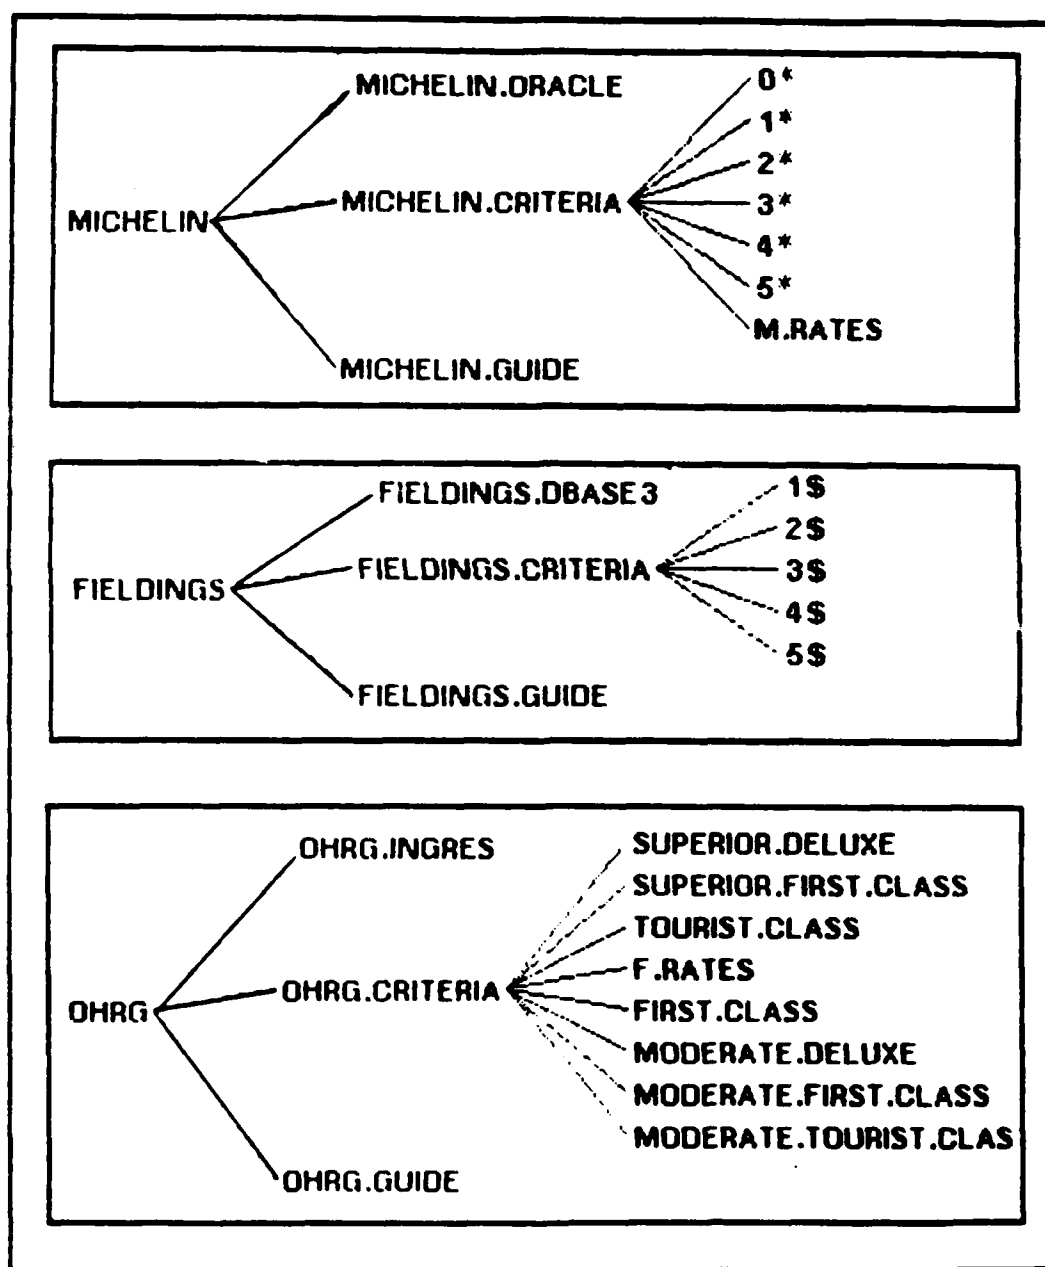 MICHELIN.ORACLE
0*
1*
2*
MICHELIN.CRITERIA
3*
MICHELIN
4*
5*
M.RATES
MICHELIN.GUIDE
FIELDINGS.DBASE3
1$
2$
FIELDINGS.CRITERIA
3$
FIELDINGS
4$
5$
FIELDINGS.GUIDE
OHRG.INGRES
SUPERIOR.DELUXE
SUPERIOR.FIRST.CLASS
TOURIST.CLASS
F.RATES
OHRG.CRITERIA
FIRST.CLASS
OHRG
MODERATE.DELUXE
MODERATE.FIRST.CLASS
MODERATE.TOURIST.CLAS
OHRG.GUIDE